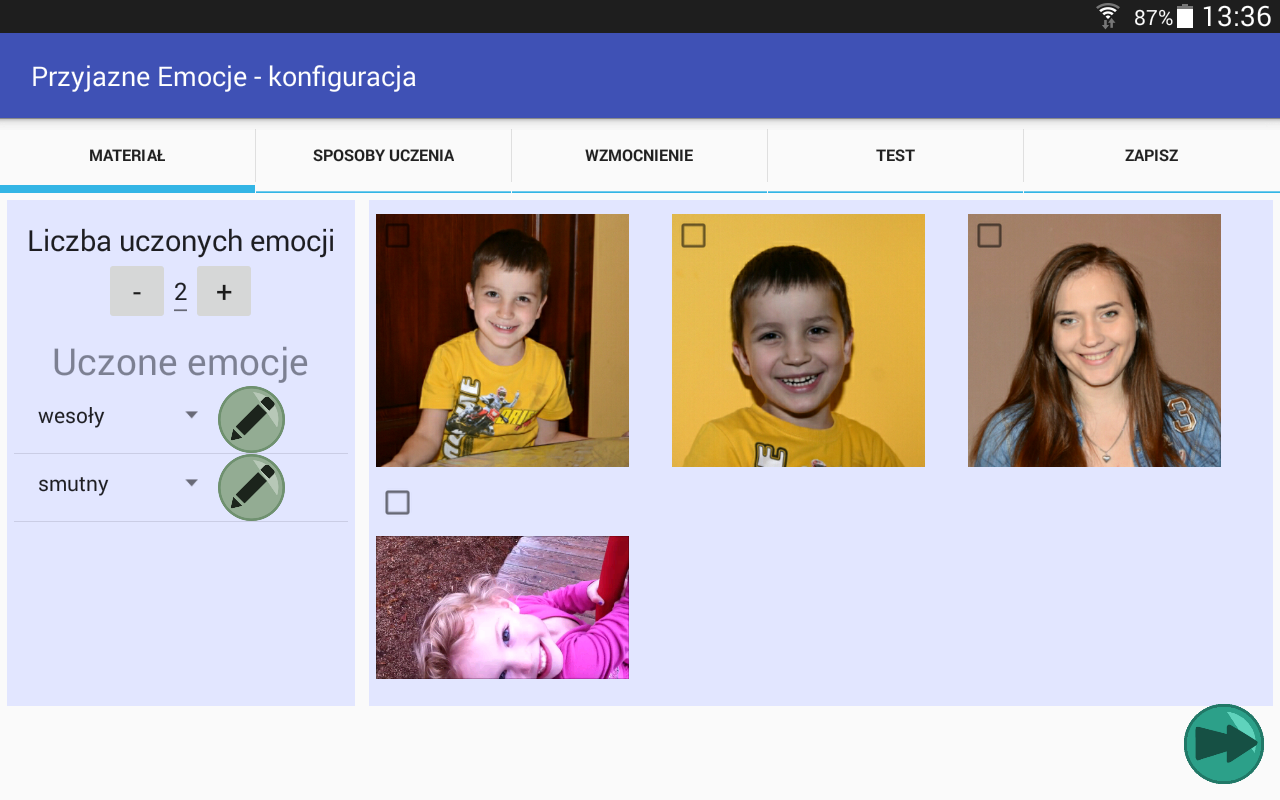 87% 13:36
Przyjazne Emocje - konfiguracja
MATERIAŁ SPOSOBY UCZENIA WZMOCNIENIE TEST ZAPISZ
Liczba uczonych emocji
- 2 +
Uczone emocje
wesoły
smutny
3